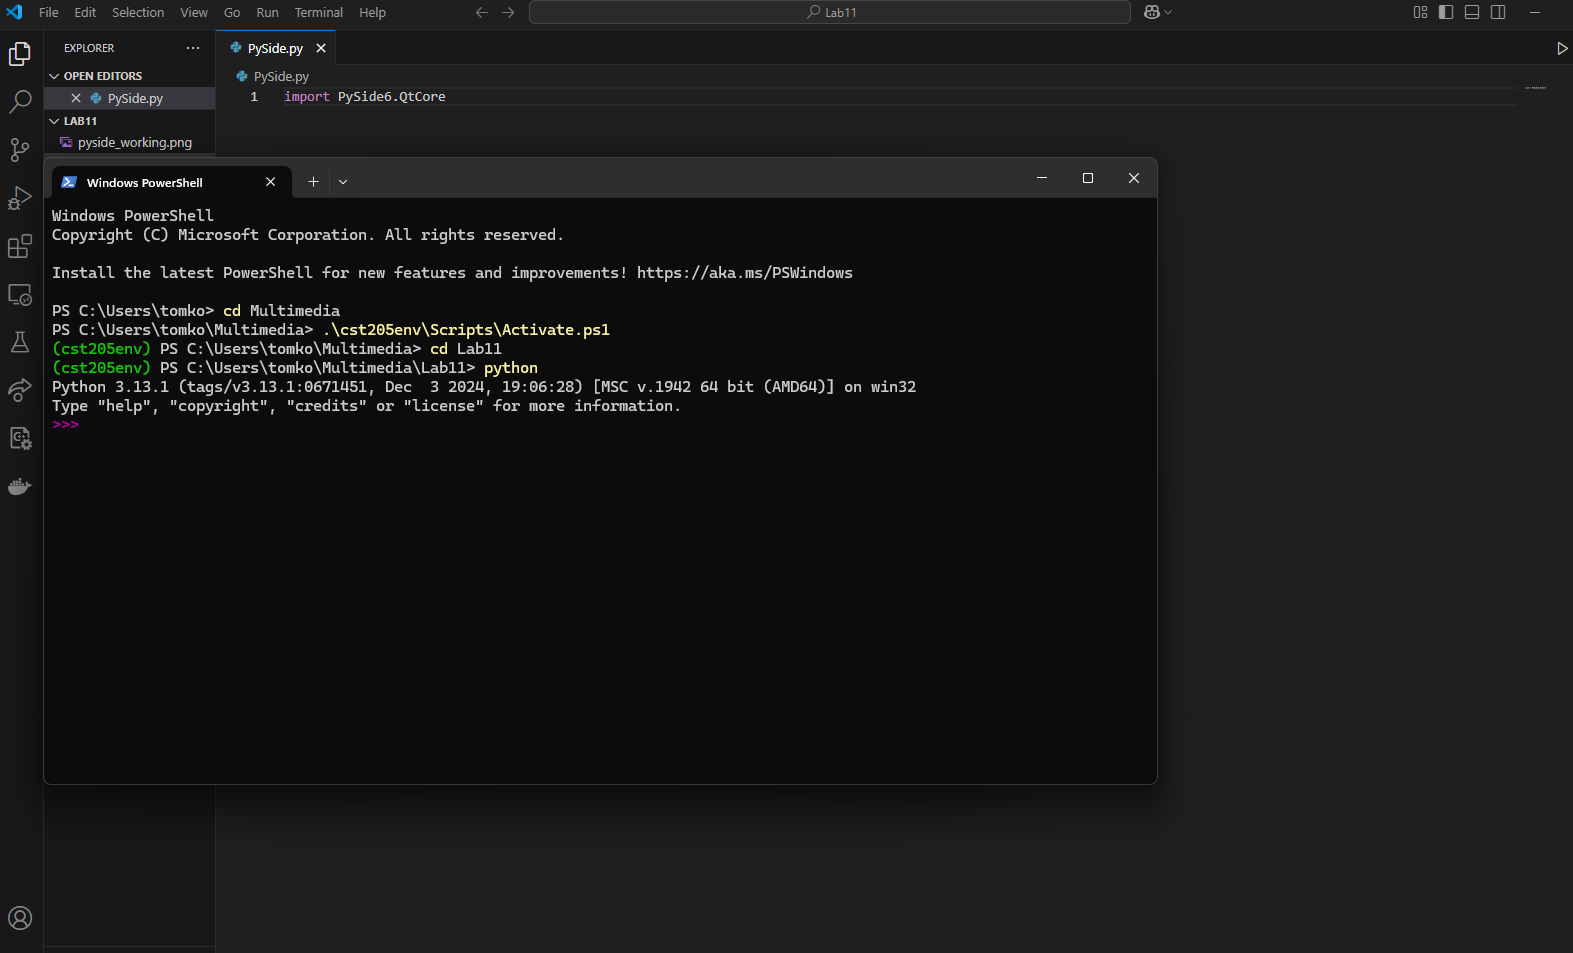 File Edit Selection View Go Run Terminal Help
Lab11
EXPLORER
OPEN EDITORS
PySide.py
LAB11
pyside_working.png
PySide.py
PySide.py
1 import PySide6.QtCore
Windows PowerShell
Windows PowerShell
Copyright (C) Microsoft Corporation. All rights reserved.
Install the latest PowerShell for new features and improvements! https://aka.ms/PSWindows
PS C:\Users\tomko> cd Multimedia
PS C:\Users\tomko\Multimedia> .\cst205env\Scripts\Activate.ps1
(cst205env) PS C:\Users\tomko\Multimedia> cd Lab11
(cst205env) PS C:\Users\tomko\Multimedia\Lab11> python
Python 3.13.1 (tags/v3.13.1:0671451, Dec  3 2024, 19:06:28) [MSC v.1942 64 bit (AMD64)] on win32
Type "help", "copyright", "credits" or "license" for more information.
>>>